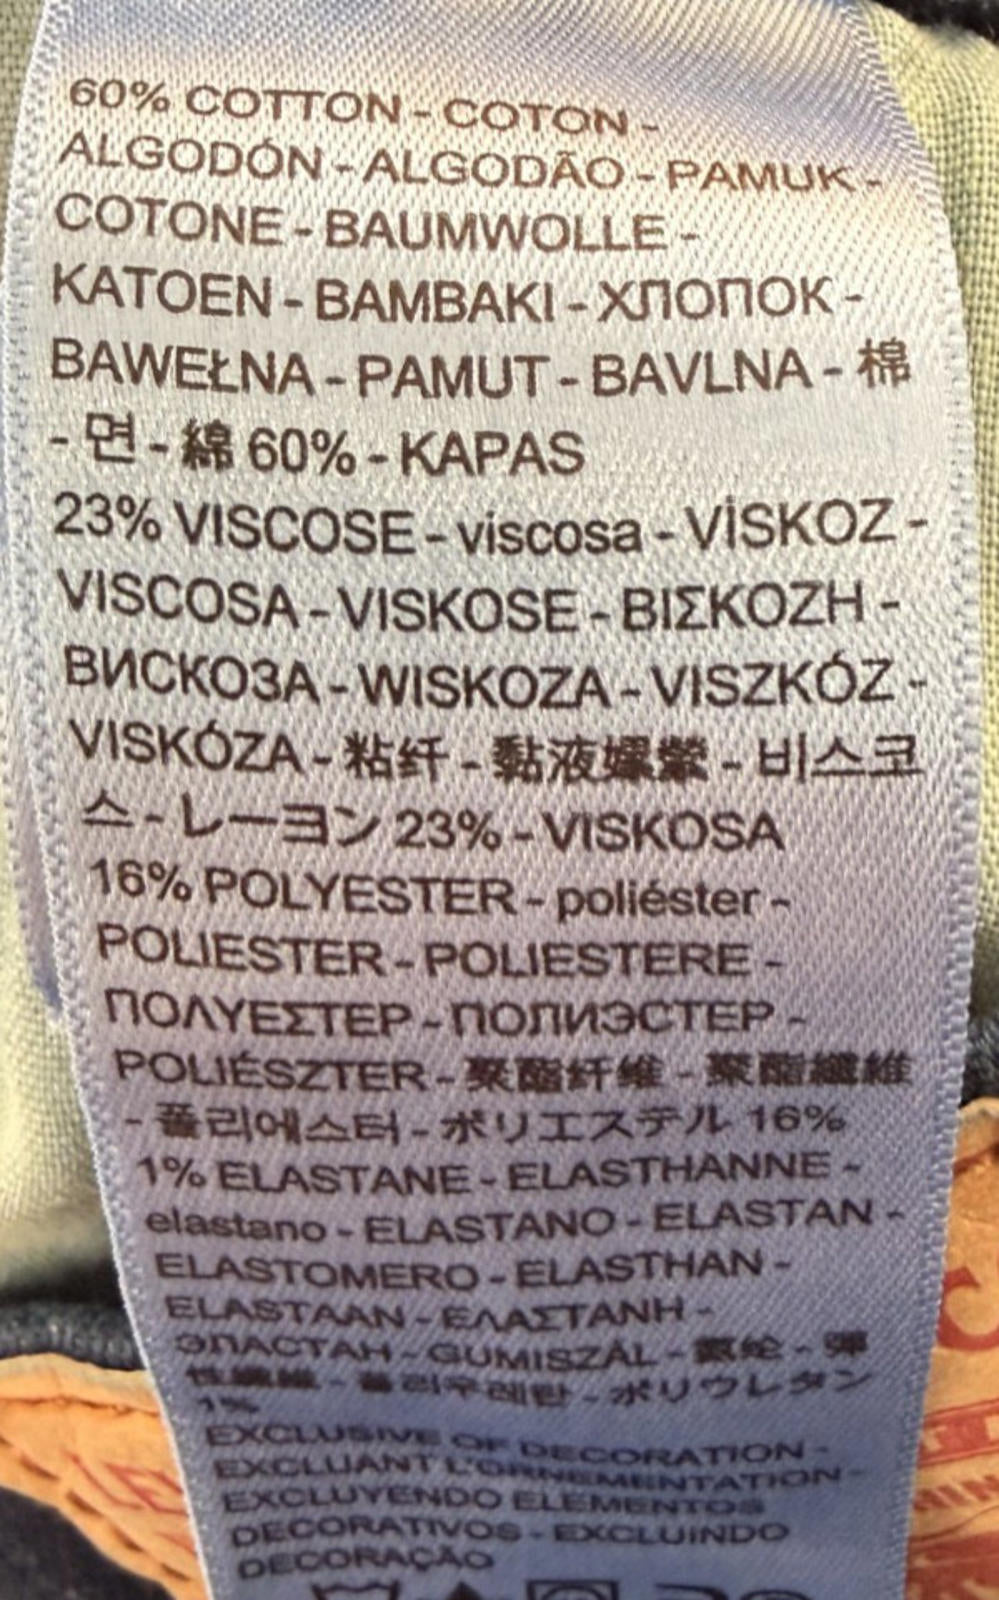 60% COTTON - COTON -
ALGODÓN - ALGODÃO - PAMUK -
COTONE - BAUMWOLLE -
KATOEN - BAMBAKI - ХЛОПОК -
BAWEŁNA - PAMUT - BAVLNA - 棉
- 면 - 綿 60% - KAPAS
23% VISCOSE - viscosa - VİSKOZ -
VISCOSA - VISKOSE - ΒΙΣΚΟΖΗ -
ВИСКОЗА - WISKOZA - VISZKÓZ -
VISKÓZA - 粘纤 - 黏液嫘縈 - 비스코
스 - レーヨン 23% - VISKOSA
16% POLYESTER - poliéster -
POLIESTER - POLIESTERE -
ΠΟΛΥΕΣΤΕΡ - ПОЛИЭСТЕР -
POLIÉSZTER - 聚酯纤维 - 聚酯纖維
- 폴리에스터 - ポリエステル 16%
1% ELASTANE - ELASTHANNE -
elastano - ELASTANO - ELASTAN -
ELASTOMERO - ELASTHAN -
ELASTAAN - ΕΛΑΣΤΑΝΗ -
ЭЛАСТАН - GUMISZÁL - 氨纶 - 彈
性纖維 - 폴리우레탄 - ポリウレタン
1%
EXCLUSIVE OF DECORATION -
EXCLUANT L'ORNEMENTATION -
EXCLUYENDO ELEMENTOS
DECORATIVOS - EXCLUINDO
DECORAÇÃO